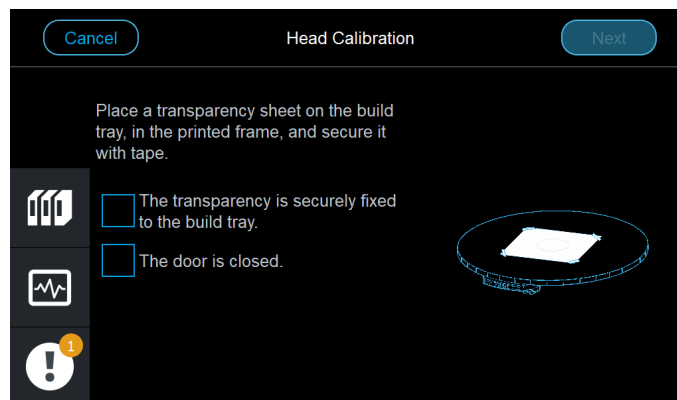 Cancel
Head Calibration
Next
Place a transparency sheet on the build
tray, in the printed frame, and secure it
with tape.
The transparency is securely fixed
to the build tray.
The door is closed.
1